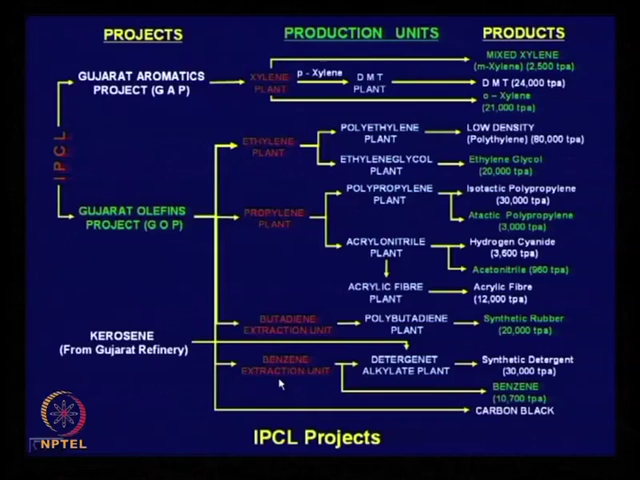 PROJECTS
PRODUCTION UNITS
PRODUCTS
IPCL
GUJARAT AROMATICS
PROJECT (G A P)
XYLENE
PLANT
p - Xylene
D M T
PLANT
MIXED XYLENE
(m-Xylene) (2,500 tpa)
D M T (24,000 tpa)
o – Xylene
(21,000 tpa)
GUJARAT OLEFINS
PROJECT (G O P)
ETHYLENE
PLANT
POLYETHYLENE
PLANT
LOW DENSITY
(Polythylene) (80,000 tpa)
ETHYLENEGLYCOL
PLANT
Ethylene Glycol
(20,000 tpa)
PROPYLENE
PLANT
POLYPROPYLENE
PLANT
Isotactic Polypropylene
(30,000 tpa)
Atactic Polypropylene
(3,000 tpa)
ACRYLONITRILE
PLANT
Hydrogen Cyanide
(3,600 tpa)
Acetonitrile (960 tpa)
ACRYLIC FIBRE
PLANT
Acrylic Fibre
(12,000 tpa)
BUTADIENE
EXTRACTION UNIT
POLYBUTADIENE
PLANT
Synthetic Rubber
(20,000 tpa)
KEROSENE
(From Gujarat Refinery)
BENZENE
EXTRACTION UNIT
DETERGENET
ALKYLATE PLANT
Synthetic Detergent
(30,000 tpa)
BENZENE
(10,700 tpa)
CARBON BLACK
NPTEL
IPCL Projects